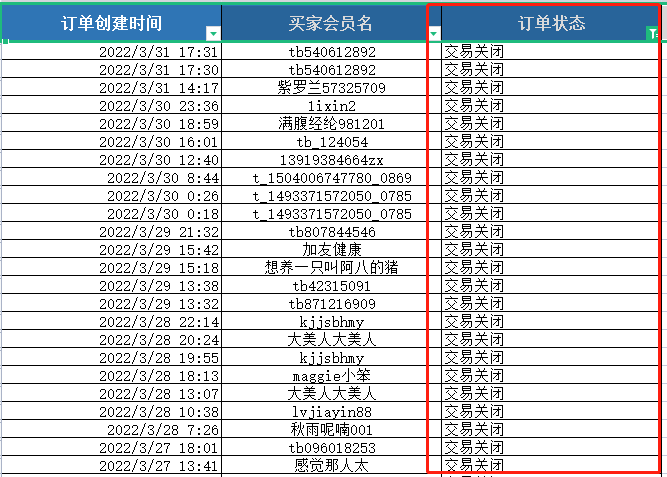 订单创建时间 买家会员名 订单状态
2022/3/31 17:31 tb540612892 交易关闭
2022/3/31 17:30 tb540612892 交易关闭
2022/3/31 14:17 紫罗兰57325709 交易关闭
2022/3/30 23:36 lixin2 交易关闭
2022/3/30 18:59 满腹经纶981201 交易关闭
2022/3/30 16:01 tb_124054 交易关闭
2022/3/30 12:40 13919384664zx 交易关闭
2022/3/30 8:44 t_1504006747780_0869 交易关闭
2022/3/30 0:26 t_1493371572050_0785 交易关闭
2022/3/30 0:18 t_1493371572050_0785 交易关闭
2022/3/29 21:32 tb807844546 交易关闭
2022/3/29 15:42 加友健康 交易关闭
2022/3/29 15:18 想养一只叫阿八的猪 交易关闭
2022/3/29 13:38 tb42315091 交易关闭
2022/3/29 13:32 tb871216909 交易关闭
2022/3/28 22:14 kjjsbhmy 交易关闭
2022/3/28 20:24 大美人大美人 交易关闭
2022/3/28 19:55 kjjsbhmy 交易关闭
2022/3/28 18:13 maggie小笨 交易关闭
2022/3/28 13:07 大美人大美人 交易关闭
2022/3/28 10:38 lvjiayin88 交易关闭
2022/3/28 7:26 秋雨呢喃001 交易关闭
2022/3/27 18:01 tb096018253 交易关闭
2022/3/27 13:41 感觉那人太 交易关闭